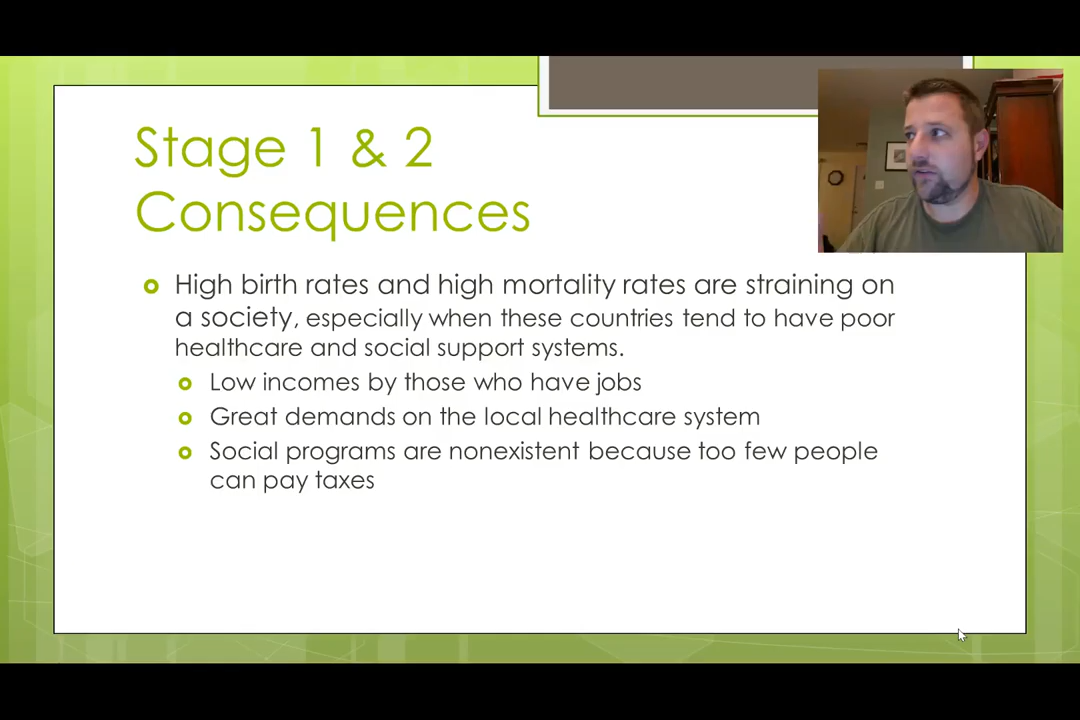 Stage 1 & 2
Consequences
High birth rates and high mortality rates are straining on
a society, especially when these countries tend to have poor
healthcare and social support systems.
Low incomes by those who have jobs
Great demands on the local healthcare system
Social programs are nonexistent because too few people
can pay taxes